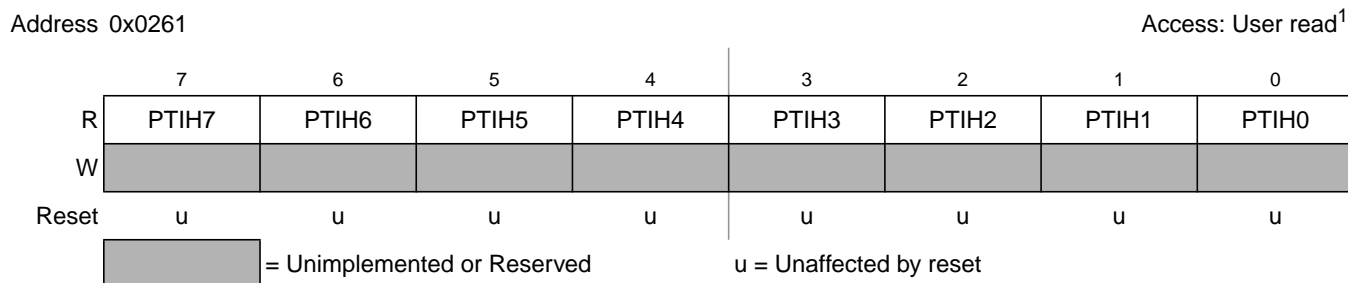 Address 0x0261 Access: User read1
7 6 5 4 3 2 1 0
R PTIH7 PTIH6 PTIH5 PTIH4 PTIH3 PTIH2 PTIH1 PTIH0
W
Reset u u u u u u u u
= Unimplemented or Reserved u = Unaffected by reset